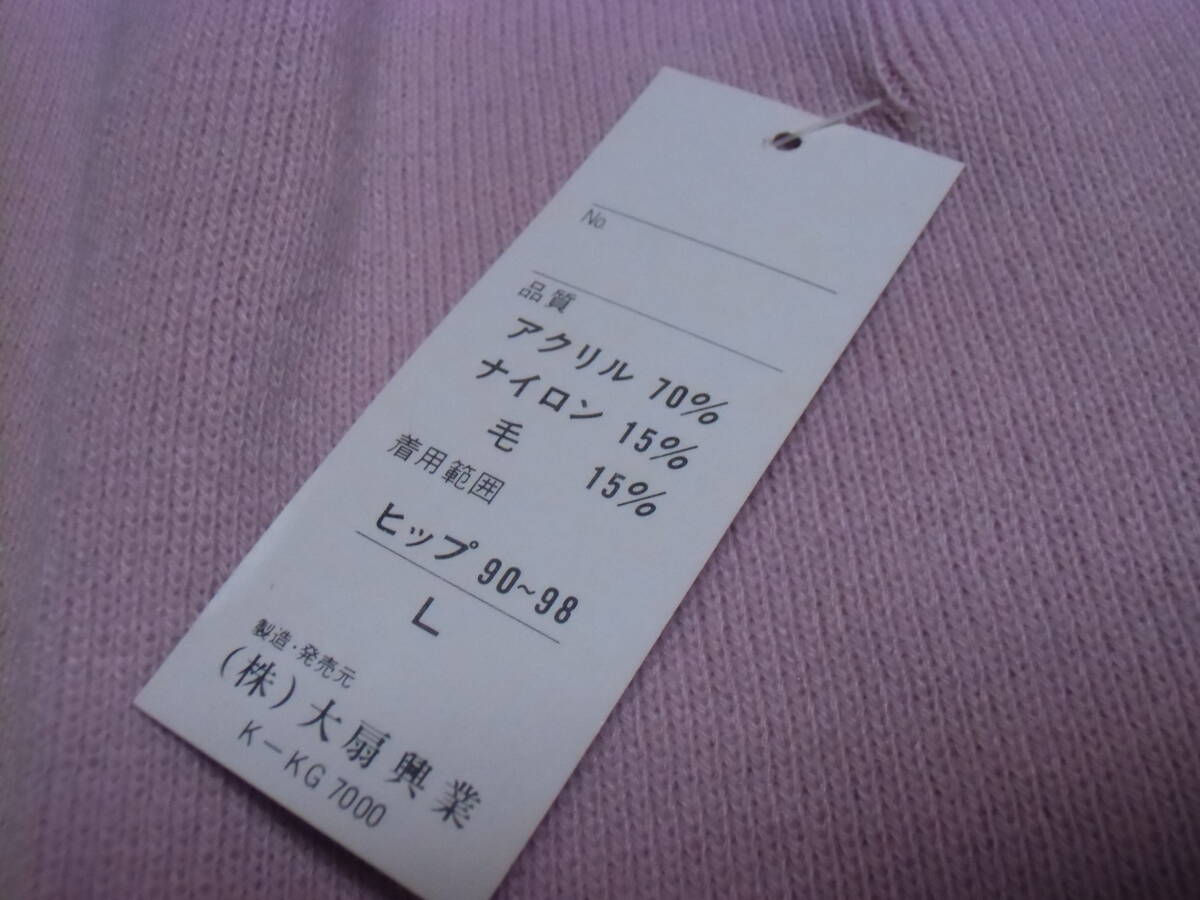 No.
品質
アクリル 70%
ナイロン 15%
毛 15%
着用範囲
ヒップ 90~98
L
製造・発売元
(株)大扇興業
K-KG7000